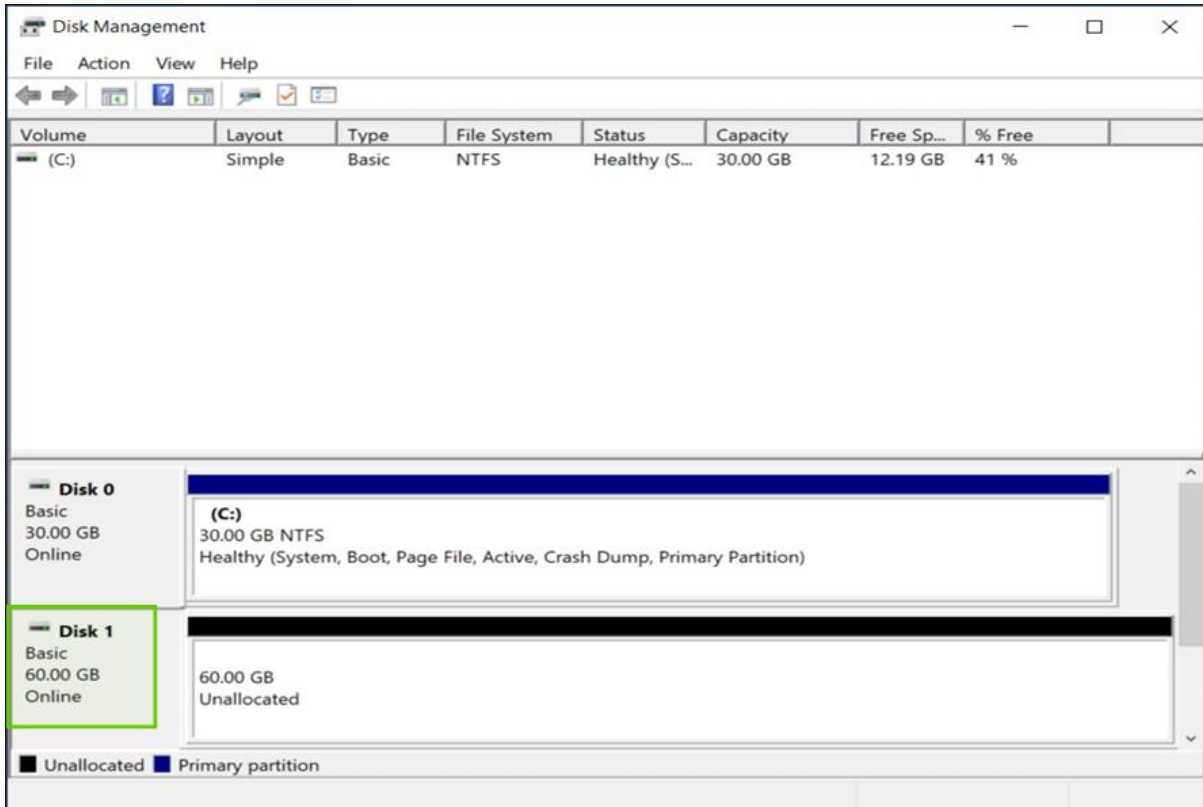 Disk Management
File Action View Help
Volume Layout Type File System Status Capacity Free Sp... % Free
(C:) Simple Basic NTFS Healthy (S... 30.00 GB 12.19 GB 41 %
Disk 0
Basic
30.00 GB
Online
(C:)
30.00 GB NTFS
Healthy (System, Boot, Page File, Active, Crash Dump, Primary Partition)
Disk 1
Basic
60.00 GB
Online
60.00 GB
Unallocated
Unallocated Primary partition